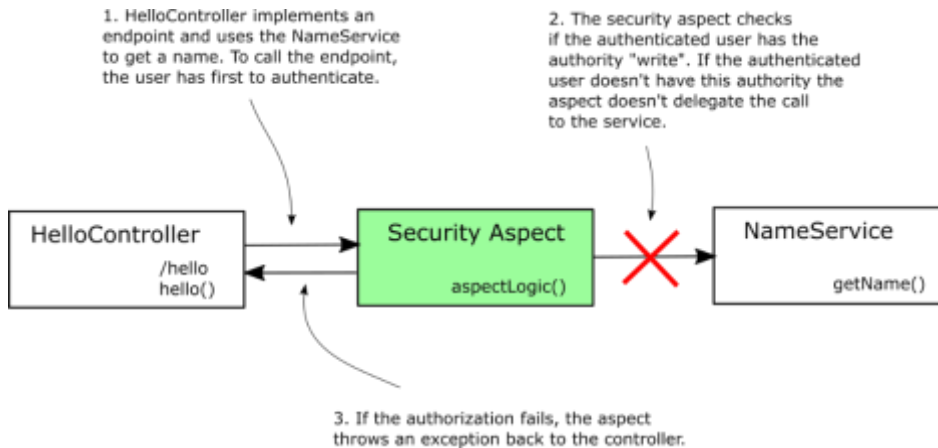 1. HelloController implements an
endpoint and uses the NameService
to get a name. To call the endpoint,
the user has first to authenticate.
2. The security aspect checks
if the authenticated user has the
authority "write". If the authenticated
user doesn't have this authority the
aspect doesn't delegate the call
to the service.
HelloController
/hello
hello()
Security Aspect
aspectLogic()
NameService
getName()
3. If the authorization fails, the aspect
throws an exception back to the controller.